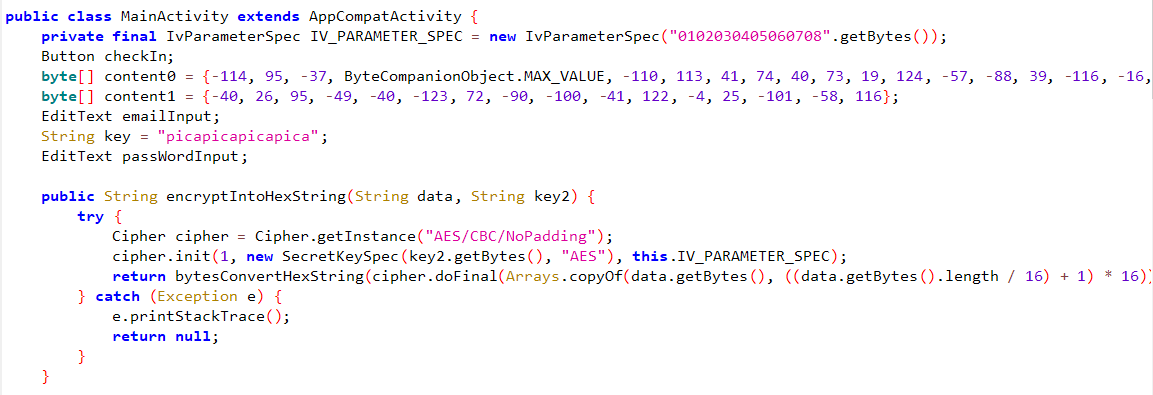 public class MainActivity extends AppCompatActivity {
    private final IvParameterSpec IV_PARAMETER_SPEC = new IvParameterSpec("0102030405060708".getBytes());
    Button checkIn;
    byte[] content0 = {-114, 95, -37, ByteCompanionObject.MAX_VALUE, -110, 113, 41, 74, 40, 73, 19, 124, -57, -88, 39, -116, -16,
    byte[] content1 = {-40, 26, 95, -49, -40, -123, 72, -90, -100, -41, 122, -4, 25, -101, -58, 116};
    EditText emailInput;
    String key = "picapicapicapica";
    EditText passWordInput;

    public String encryptIntoHexString(String data, String key2) {
        try {
            Cipher cipher = Cipher.getInstance("AES/CBC/NoPadding");
            cipher.init(1, new SecretKeySpec(key2.getBytes(), "AES"), this.IV_PARAMETER_SPEC);
            return bytesConvertHexString(cipher.doFinal(Arrays.copyOf(data.getBytes(), ((data.getBytes().length / 16) + 1) * 16))
        } catch (Exception e) {
            e.printStackTrace();
            return null;
        }
    }